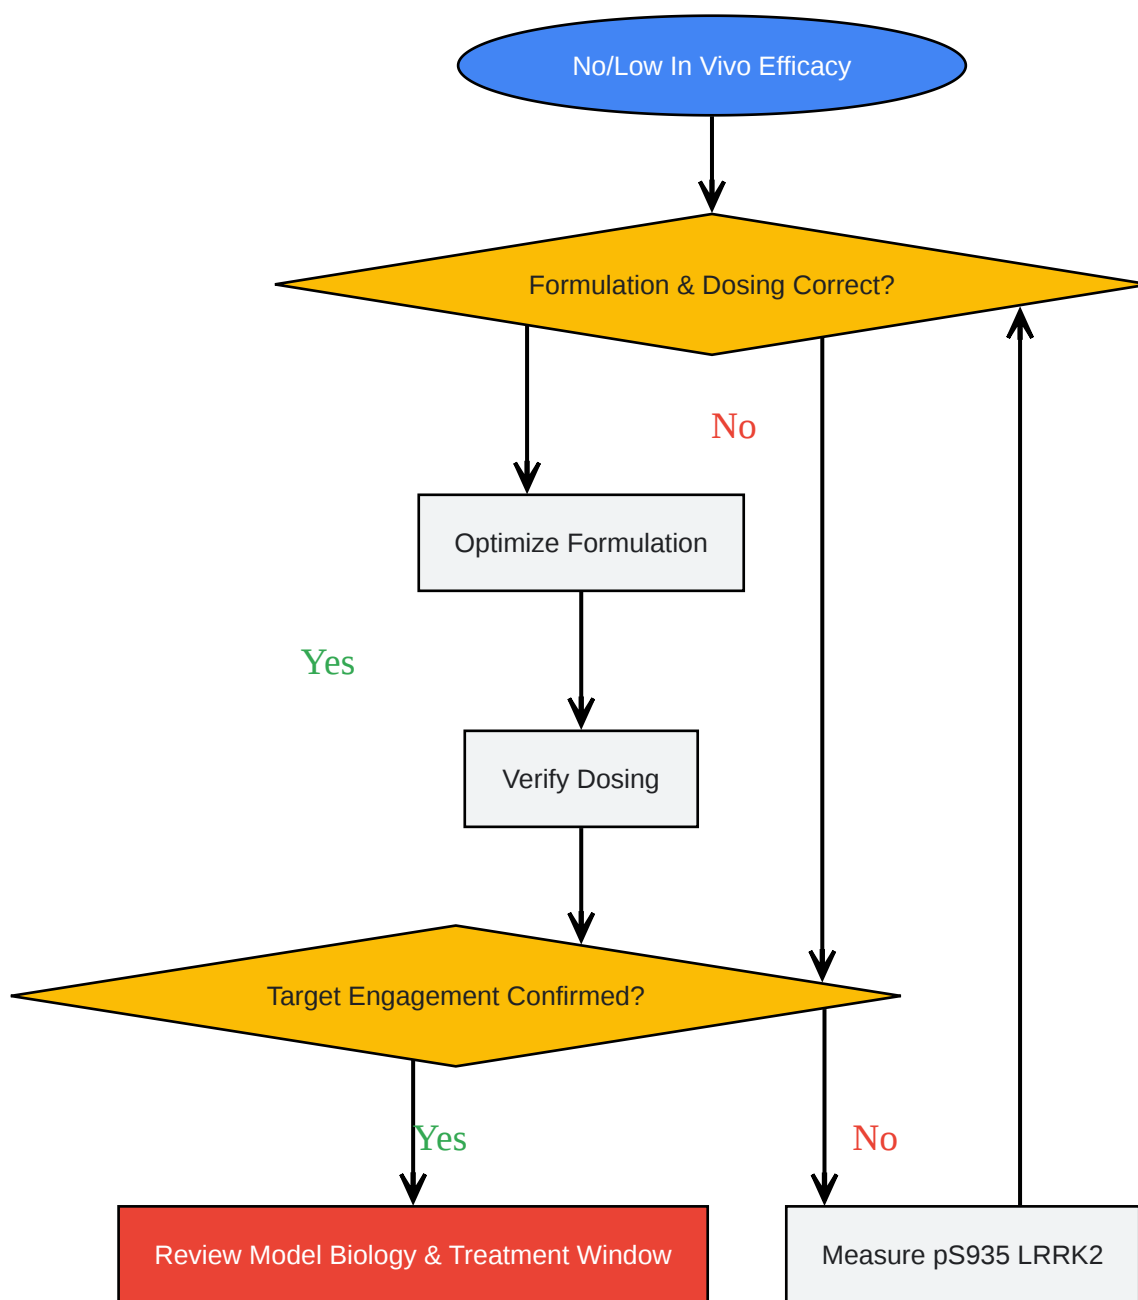 No/Low In Vivo Efficacy
Formulation & Dosing Correct?
No
Optimize Formulation
Yes
Verify Dosing
Target Engagement Confirmed?
Yes
No
Review Model Biology & Treatment Window
Measure pS935 LRRK2